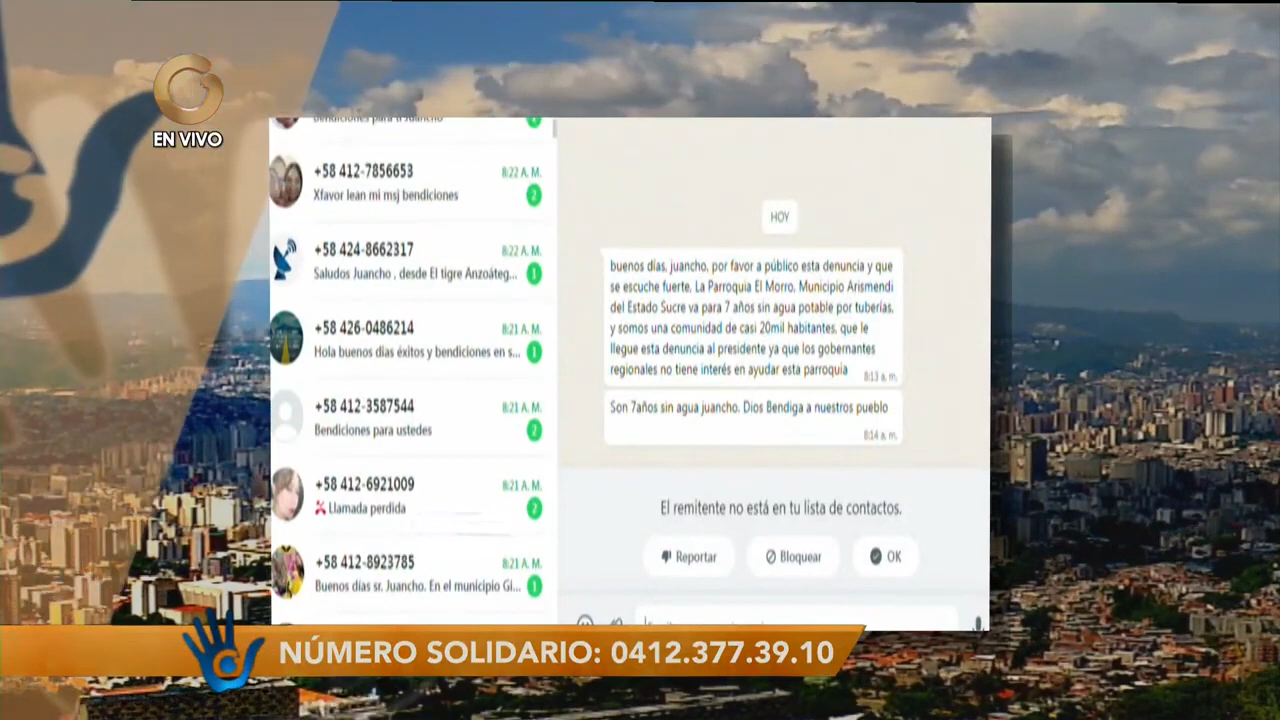 EN VIVO
Bendiciones para ti Juancho
+58 412-7856653
8:22 A. M.
Xfavor lean mi msj bendiciones
2
+58 424-8662317
8:22 A. M.
Saludos Juancho , desde El tigre Anzoáteg...
1
+58 426-0486214
8:21 A. M.
Hola buenos dias éxitos y bendiciones en s...
1
+58 412-3587544
8:21 A. M.
Bendiciones para ustedes
2
+58 412-6921009
8:21 A. M.
Llamada perdida
2
+58 412-8923785
8:21 A. M.
Buenos días sr. Juancho. En el municipio Gi...
1
HOY
buenos días, juancho, por favor a público esta denuncia y que
se escuche fuerte, La Parroquia El Morro, Municipio Arismendi
del Estado Sucre va para 7 años sin agua potable por tuberías,
y somos una comunidad de casi 20mil habitantes, que le
llegue esta denuncia al presidente ya que los gobernantes
regionales no tiene interés en ayudar esta parroquia
8:13 a. m.
Son 7años sin agua juancho. Dios Bendiga a nuestros pueblo
8:14 a. m.
El remitente no está en tu lista de contactos.
Reportar
Bloquear
OK
NÚMERO SOLIDARIO: 0412.377.39.10